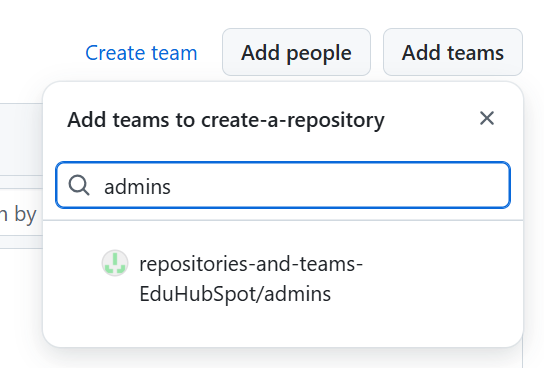 Create team
Add people
Add teams
Add teams to create-a-repository
admins
n by
repositories-and-teams-
EduHubSpot/admins